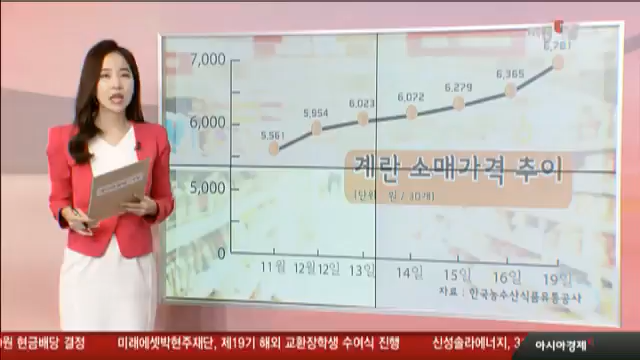 7,000
6,000
5,000
0
5,561
5,954
6,023
6,072
6,279
6,365
6,781
계란 소매가격 추이
(단위 원 / 30개)
11월 12월12일 13일 14일 15일 16일 19일
자료 : 한국농수산식품유통공사
현금배당 결정 미래에셋박현주재단, 제19기 해외 교환장학생 수여식 진행 신성솔라에너지,
아시아경제